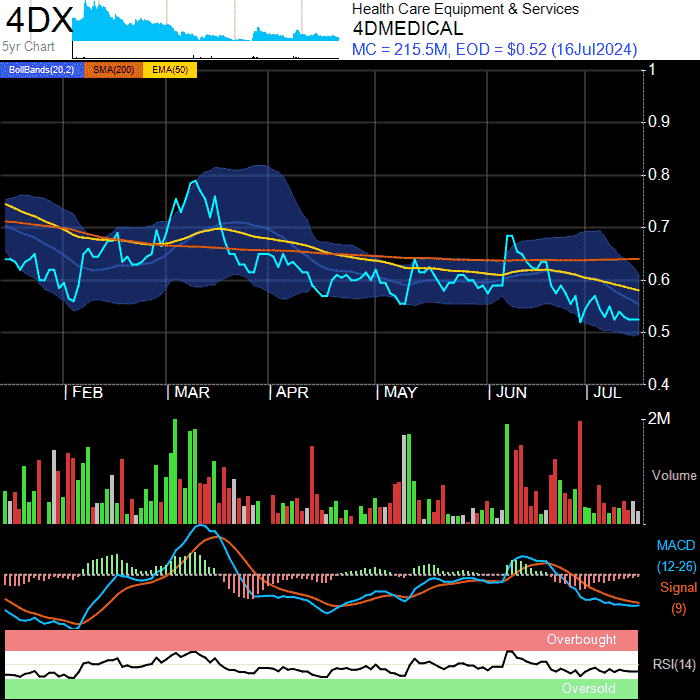 4DX
5yr Chart
Health Care Equipment & Services
4DMEDICAL
MC = 215.5M, EOD = $0.52 (16Jul2024)
BollBands(20,2) SMA(200) EMA(50)
1
0.9
0.8
0.7
0.6
0.5
0.4
FEB MAR APR MAY JUN JUL
2M
Volume
MACD
(12-26)
Signal
(9)
Overbought
RSI(14)
Oversold